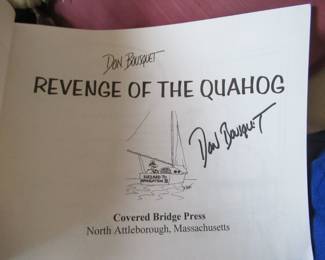 DON BOUSQUET
REVENGE OF THE QUAHOG
DON BOUSQUET
Covered Bridge Press
North Attleborough, Massachusetts